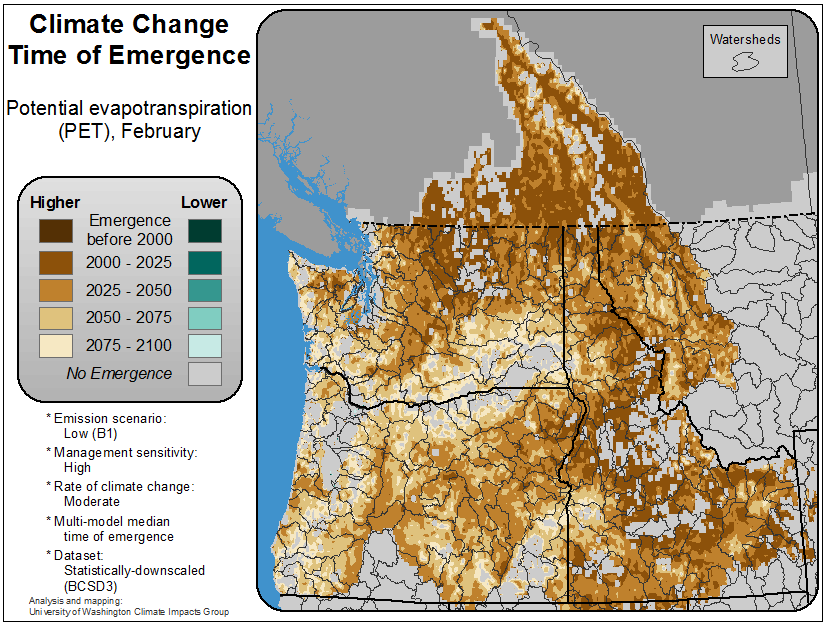 Climate Change
Time of Emergence
Potential evapotranspiration
(PET), February
Higher Lower
Emergence
before 2000
2000 - 2025
2025 - 2050
2050 - 2075
2075 - 2100
No Emergence
* Emission scenario:
Low (B1)
* Management sensitivity:
High
* Rate of climate change:
Moderate
* Multi-model median
time of emergence
* Dataset:
Statistically-downscaled
(BCSD3)
Analysis and mapping:
University of Washington Climate Impacts Group
Watersheds